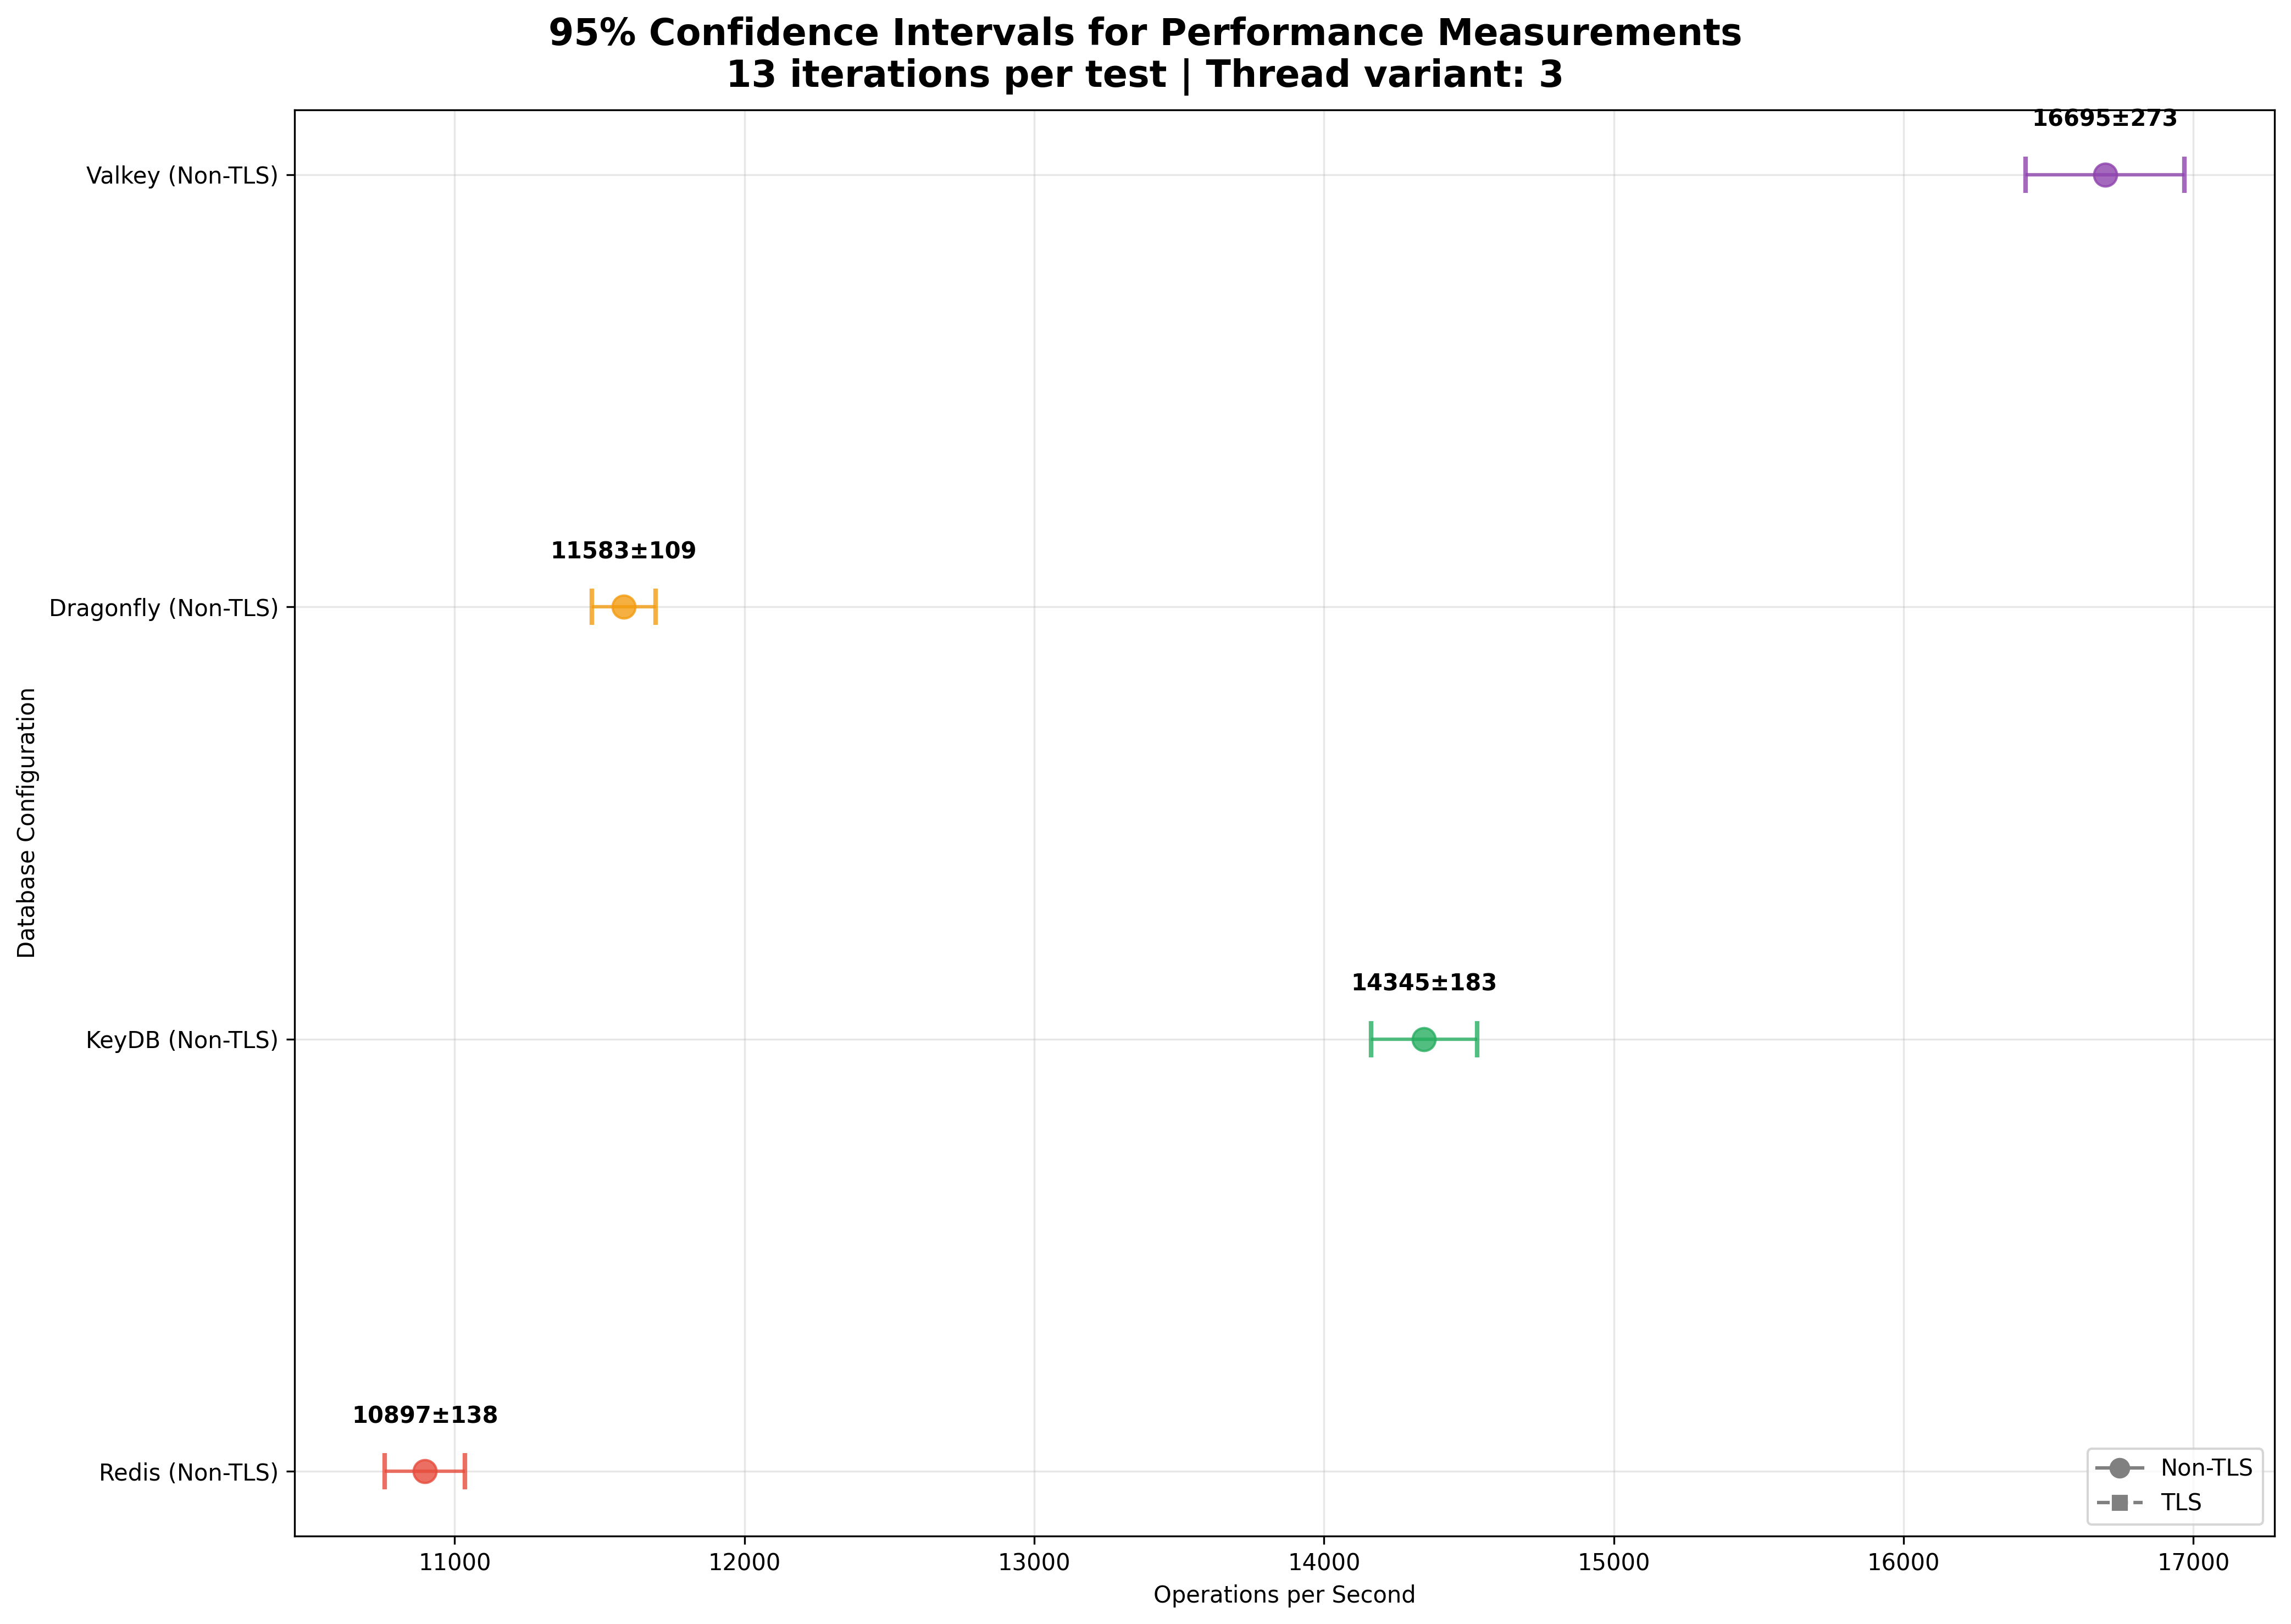 95% Confidence Intervals for Performance Measurements
13 iterations per test | Thread variant: 3
16695±273
Valkey (Non-TLS)
11583±109
Dragonfly (Non-TLS)
Database Configuration
14345±183
KeyDB (Non-TLS)
10897±138
Redis (Non-TLS)
Non-TLS
TLS
11000 12000 13000 14000 15000 16000 17000
Operations per Second